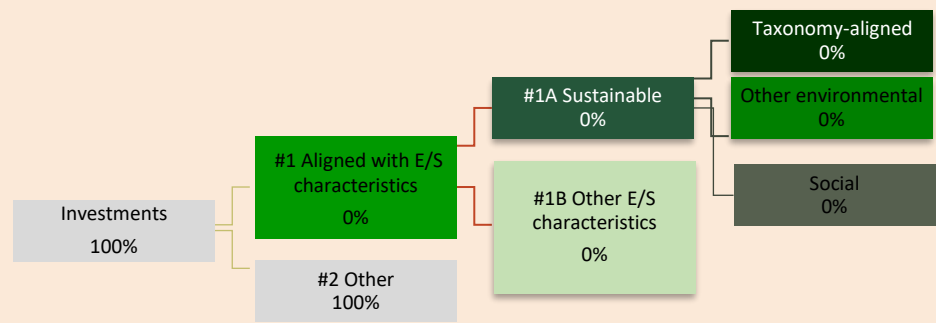 Investments
100%
#1 Aligned with E/S
characteristics
0%
#2 Other
100%
#1A Sustainable
0%
#1B Other E/S
characteristics
0%
Taxonomy-aligned
0%
Other environmental
0%
Social
0%